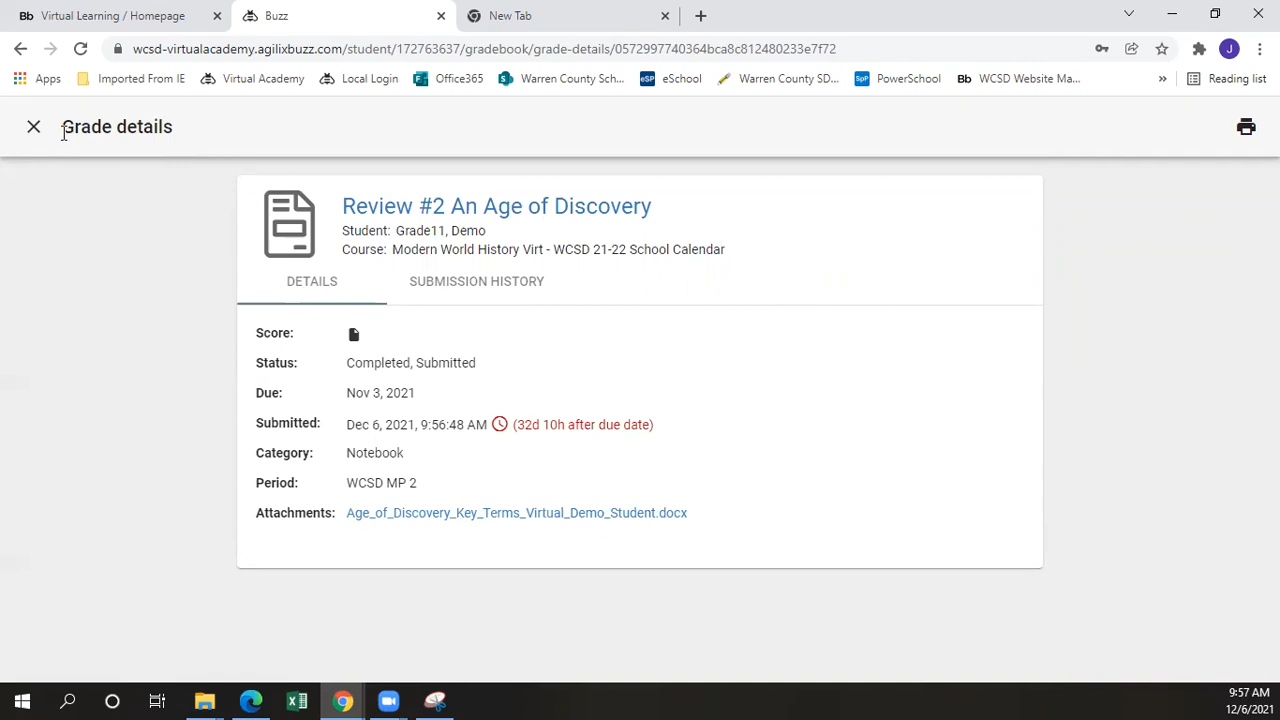 Bb Virtual Learning / Homepage
Buzz
New Tab
wcsd-virtualacademy.agilixbuzz.com/student/172763637/gradebook/grade-details/0572997740364bca8c812480233e7f72
J
Apps
Imported From IE
Virtual Academy
Local Login
Office365
Warren County Sch...
eSP eSchool
Warren County SD...
SP PowerSchool
Bb WCSD Website Ma...
»
Reading list
Grade details
Review #2 An Age of Discovery
Student: Grade11, Demo
Course: Modern World History Virt - WCSD 21-22 School Calendar
DETAILS
SUBMISSION HISTORY
Score:
Status: Completed, Submitted
Due: Nov 3, 2021
Submitted: Dec 6, 2021, 9:56:48 AM (32d 10h after due date)
Category: Notebook
Period: WCSD MP 2
Attachments: Age_of_Discovery_Key_Terms_Virtual_Demo_Student.docx
9:57 AM
12/6/2021